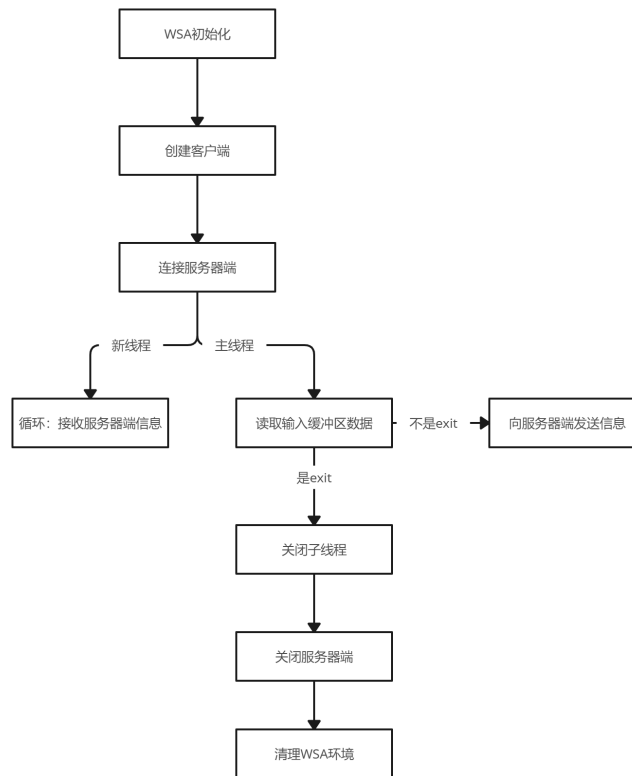 WSA初始化
创建客户端
连接服务器端
新线程
主线程
循环：接收服务器端信息
读取输入缓冲区数据
不是exit
向服务器端发送信息
是exit
关闭子线程
关闭服务器端
清理WSA环境